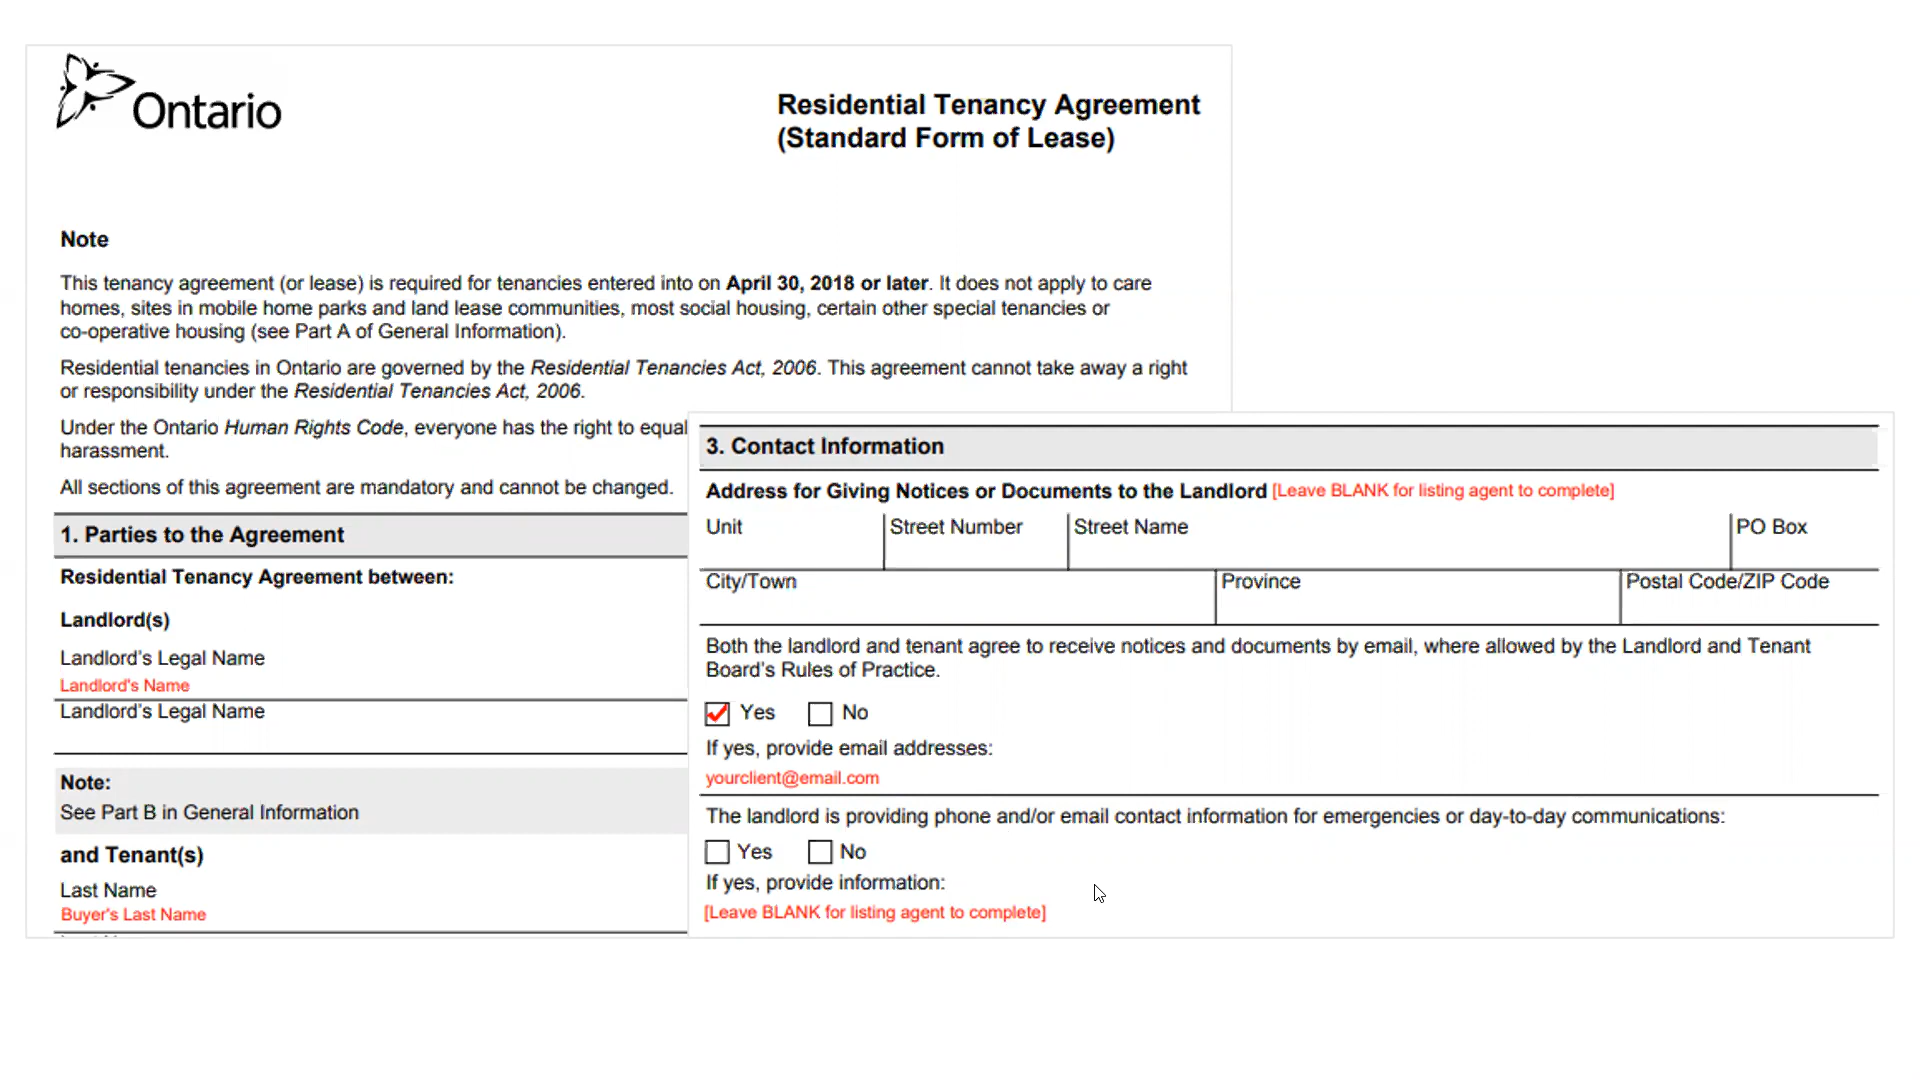 Ontario
Residential Tenancy Agreement
(Standard Form of Lease)
Note
This tenancy agreement (or lease) is required for tenancies entered into on April 30, 2018 or later. It does not apply to care
homes, sites in mobile home parks and land lease communities, most social housing, certain other special tenancies or
co-operative housing (see Part A of General Information).
Residential tenancies in Ontario are governed by the Residential Tenancies Act, 2006. This agreement cannot take away a right
or responsibility under the Residential Tenancies Act, 2006.
Under the Ontario Human Rights Code, everyone has the right to equal
harassment.
All sections of this agreement are mandatory and cannot be changed.
1. Parties to the Agreement
Residential Tenancy Agreement between:
Landlord(s)
Landlord's Legal Name
Landlord's Name
Landlord's Legal Name
Note:
See Part B in General Information
and Tenant(s)
Last Name
Buyer's Last Name
3. Contact Information
Address for Giving Notices or Documents to the Landlord [Leave BLANK for listing agent to complete]
Unit Street Number Street Name PO Box
City/Town Province Postal Code/ZIP Code
Both the landlord and tenant agree to receive notices and documents by email, where allowed by the Landlord and Tenant
Board's Rules of Practice.
Yes No
If yes, provide email addresses:
yourclient@email.com
The landlord is providing phone and/or email contact information for emergencies or day-to-day communications:
Yes No
If yes, provide information:
[Leave BLANK for listing agent to complete]